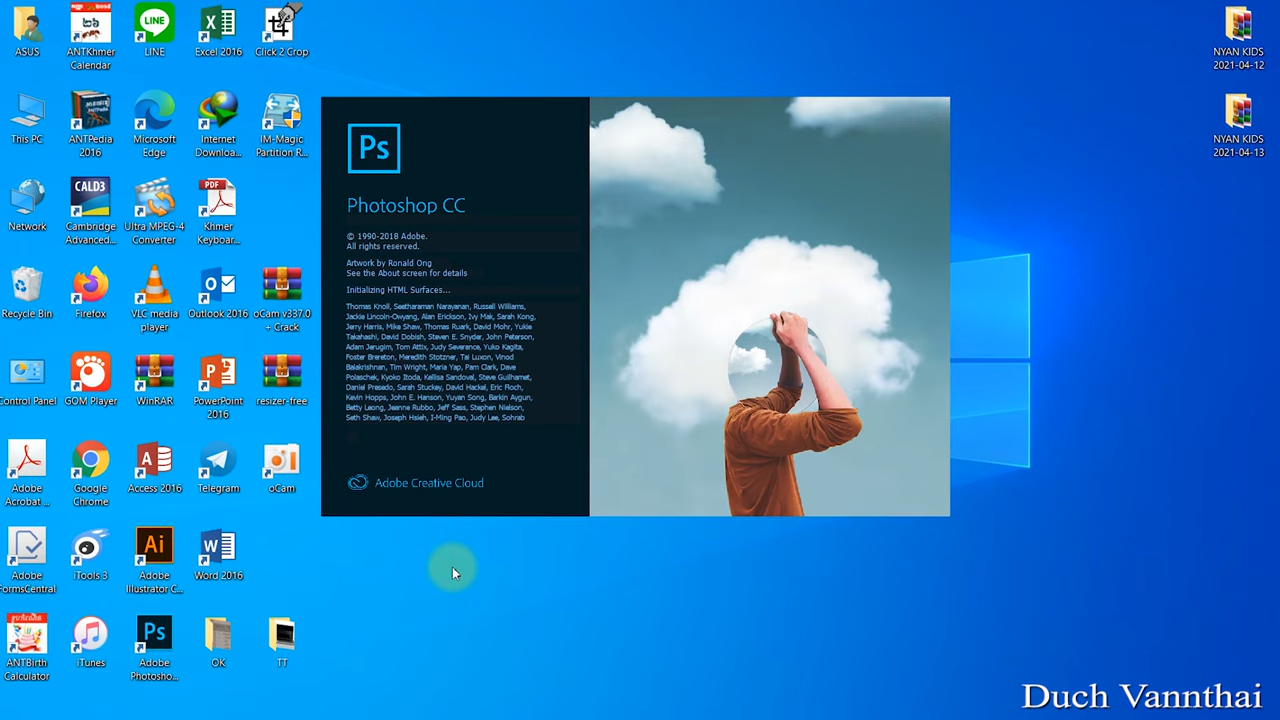 ASUS
ANTKhmer
Calendar
LINE
Excel 2016
Click 2 Crop
NYAN KIDS
2021-04-12
This PC
ANTPedia
2016
Microsoft
Edge
Internet
Downloa...
IM-Magic
Partition R...
NYAN KIDS
2021-04-13
Network
CALD3
Cambridge
Advanced...
Ultra MPEG-4
Converter
PDF
Khmer
Keyboar...
Recycle Bin
Firefox
VLC media
player
Outlook 2016
oCam v337.0
+ Crack
Control Panel
GOM Player
WinRAR
PowerPoint
2016
resizer-free
Adobe
Acrobat ...
Google
Chrome
Access 2016
Telegram
oCam
Adobe
FormsCentral
iTools 3
Ai
Adobe
Illustrator C...
Word 2016
ANTBirth
Calculator
iTunes
Ps
Adobe
Photosho...
OK
TT
Ps
Photoshop CC
© 1990-2018 Adobe.
All rights reserved.
Artwork by Ronald Ong
See the About screen for details
Initializing HTML Surfaces...
Thomas Knoll, Seetharaman Narayanan, Russell Williams,
Jackie Lincoln-Owyang, Alan Erickson, Ivy Mak, Sarah Kong,
Jerry Harris, Mike Shaw, Thomas Ruark, David Mohr, Yukie
Takahashi, David Dobish, Steven E. Snyder, John Peterson,
Adam Jerugim, Tom Attix, Judy Severance, Yuko Kagita,
Foster Brereton, Meredith Stotzner, Tai Luxon, Vinod
Balakrishnan, Tim Wright, Maria Yap, Pam Clark, Dave
Polaschek, Kyoko Itoda, Kellisa Sandoval, Steve Guilhamet,
Daniel Presedo, Sarah Stuckey, David Hackel, Eric Floch,
Kevin Hopps, John E. Hanson, Yuyan Song, Barkin Aygun,
Betty Leong, Jeanne Rubbo, Jeff Sass, Stephen Nielson,
Seth Shaw, Joseph Hsieh, I-Ming Pao, Judy Lee, Sohrab
Adobe Creative Cloud
Duch Vannthai